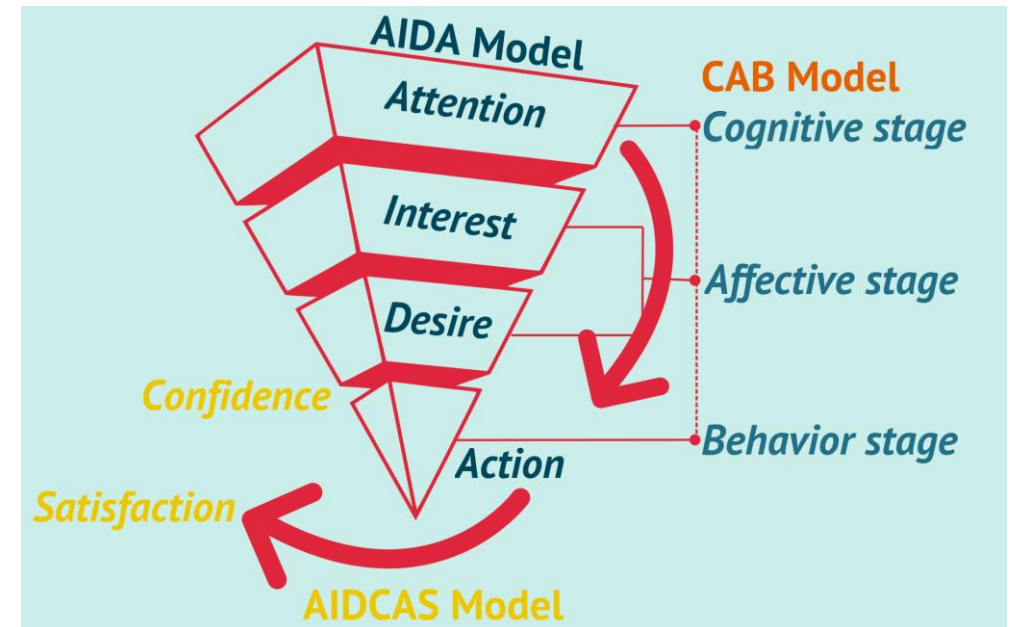 AIDA Model
Attention
CAB Model
Cognitive stage
Interest
Affective stage
Desire
Confidence
Behavior stage
Action
Satisfaction
AIDCAS Model